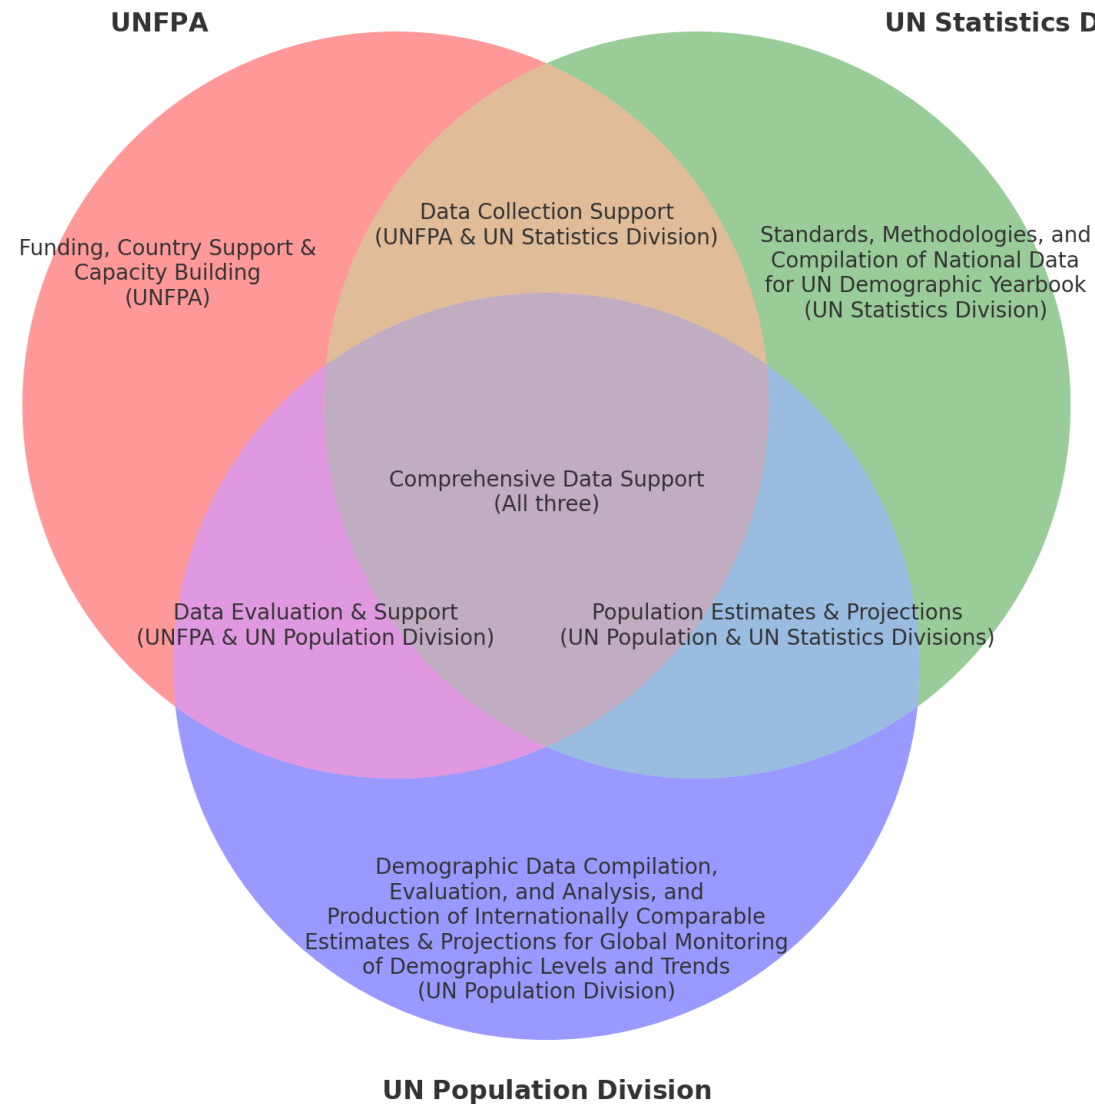 UNFPA
UN Statistics D
Data Collection Support
(UNFPA & UN Statistics Division)
Funding, Country Support &
Capacity Building
(UNFPA)
Standards, Methodologies, and
Compilation of National Data
for UN Demographic Yearbook
(UN Statistics Division)
Comprehensive Data Support
(All three)
Data Evaluation & Support
(UNFPA & UN Population Division)
Population Estimates & Projections
(UN Population & UN Statistics Divisions)
Demographic Data Compilation,
Evaluation, and Analysis, and
Production of Internationally Comparable
Estimates & Projections for Global Monitoring
of Demographic Levels and Trends
(UN Population Division)
UN Population Division